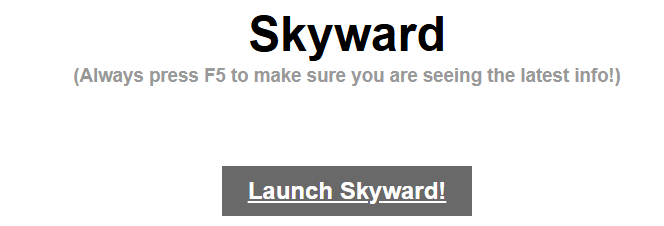 Skyward
(Always press F5 to make sure you are seeing the latest info!)
Launch Skyward!